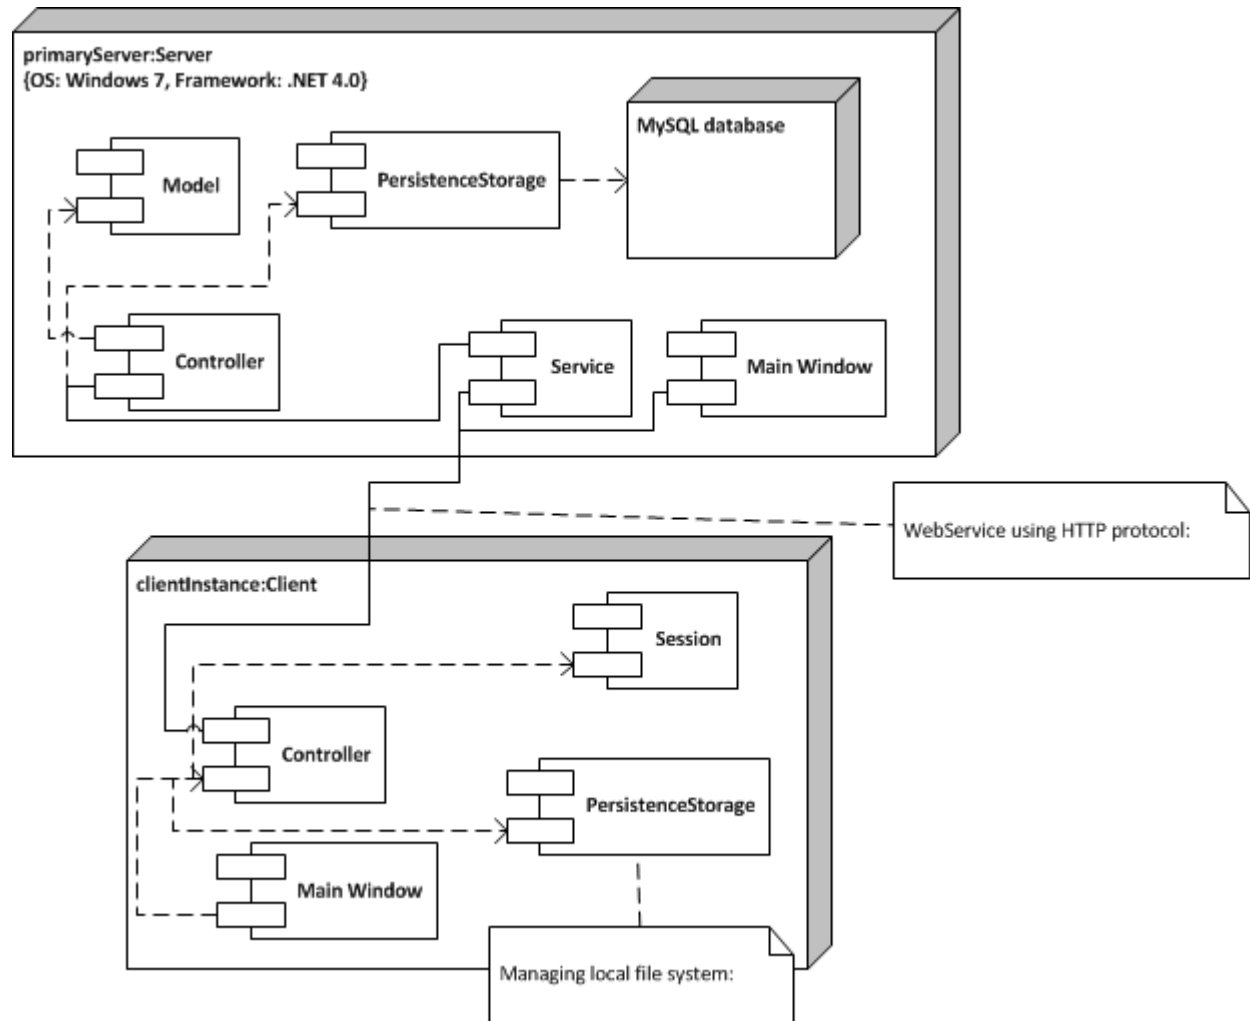 primaryServer:Server
{OS: Windows 7, Framework: .NET 4.0}
MySQL database
Model
PersistenceStorage
Controller
Service
Main Window
WebService using HTTP protocol:
clientInstance:Client
Session
Controller
PersistenceStorage
Main Window
Managing local file system: